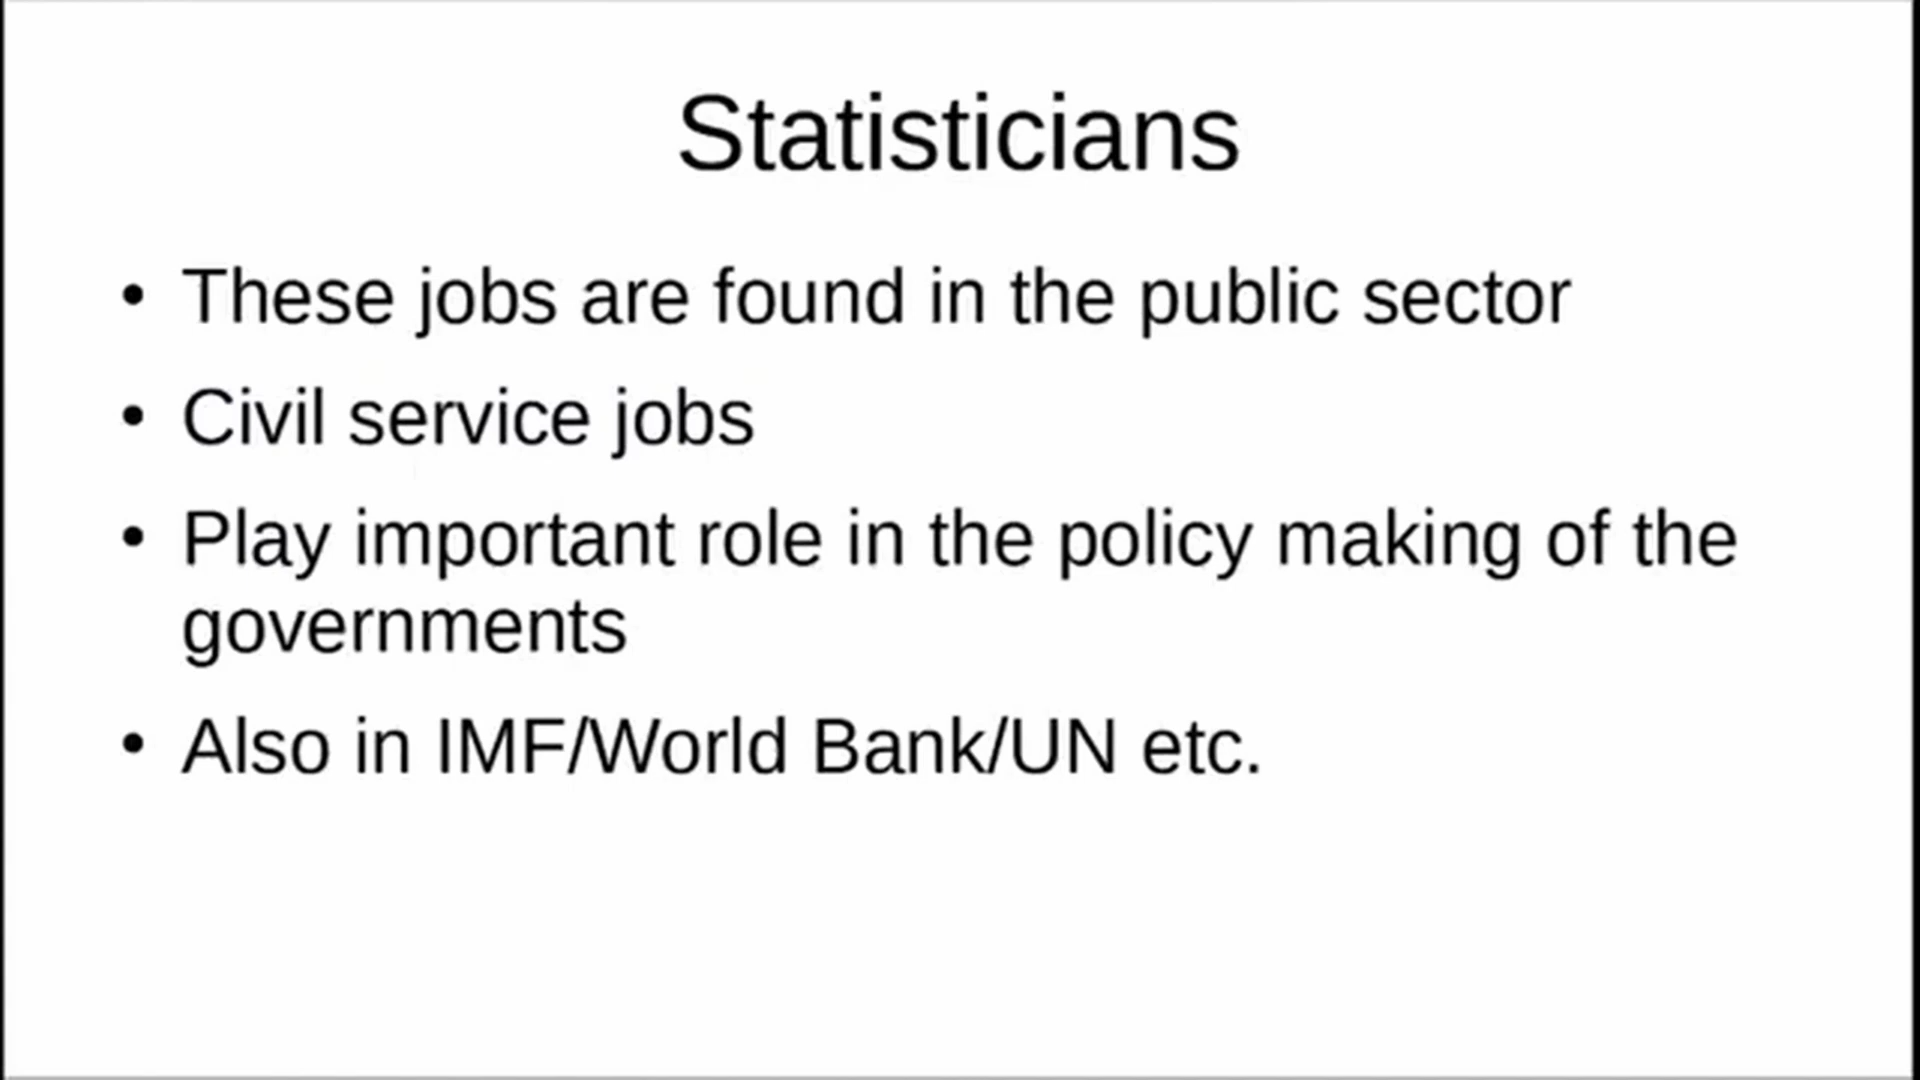 Statisticians
• These jobs are found in the public sector
• Civil service jobs
• Play important role in the policy making of the
governments
• Also in IMF/World Bank/UN etc.